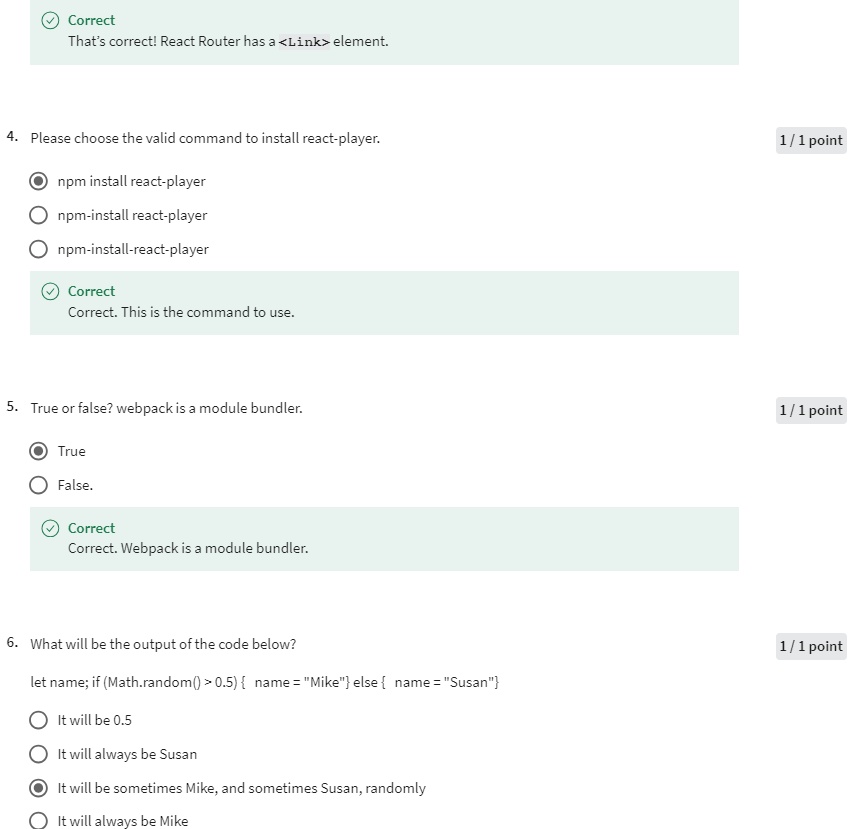 Correct
That's correct! React Router has a <Link> element.
4. Please choose the valid command to install react-player.
1 / 1 point
npm install react-player
npm-install react-player
npm-install-react-player
Correct
Correct. This is the command to use.
5. True or false? webpack is a module bundler.
1 / 1 point
True
False.
Correct
Correct. Webpack is a module bundler.
6. What will be the output of the code below?
1 / 1 point
let name; if (Math.random() > 0.5) {   name = "Mike"} else {   name = "Susan"}
It will be 0.5
It will always be Susan
It will be sometimes Mike, and sometimes Susan, randomly
It will always be Mike